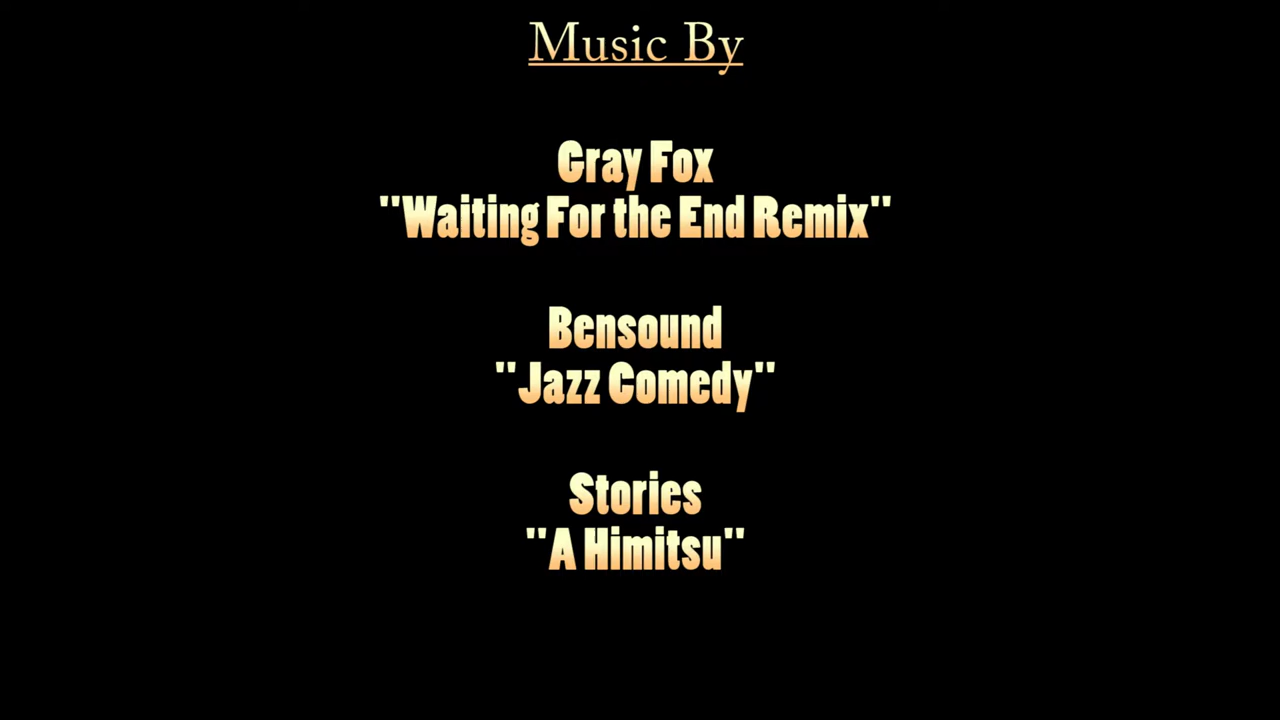 Music By
Gray Fox
"Waiting For the End Remix"
Bensound
"Jazz Comedy"
Stories
"A Himitsu"